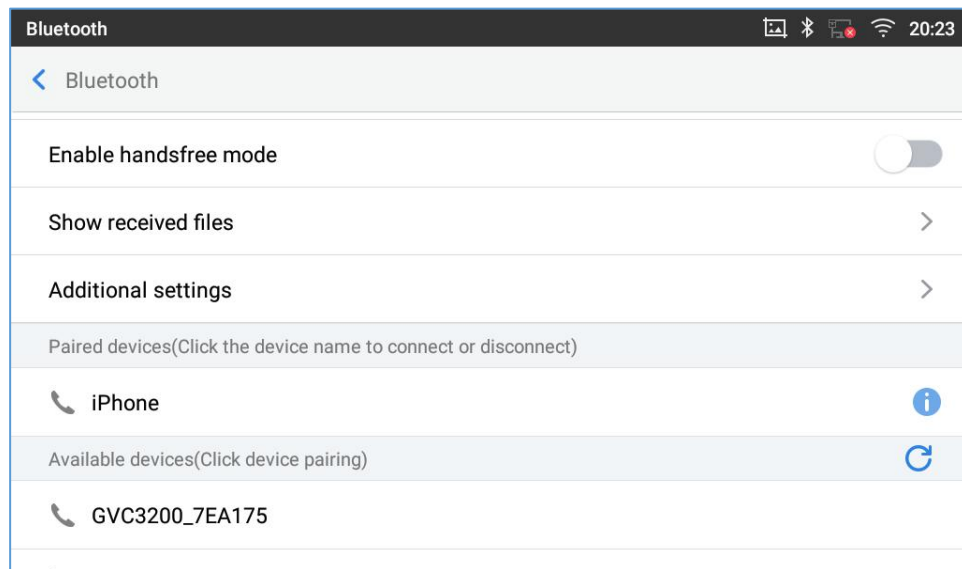 Bluetooth 20:23
Bluetooth
Enable handsfree mode
Show received files
Additional settings
Paired devices(Click the device name to connect or disconnect)
iPhone
Available devices(Click device pairing)
GVC3200_7EA175